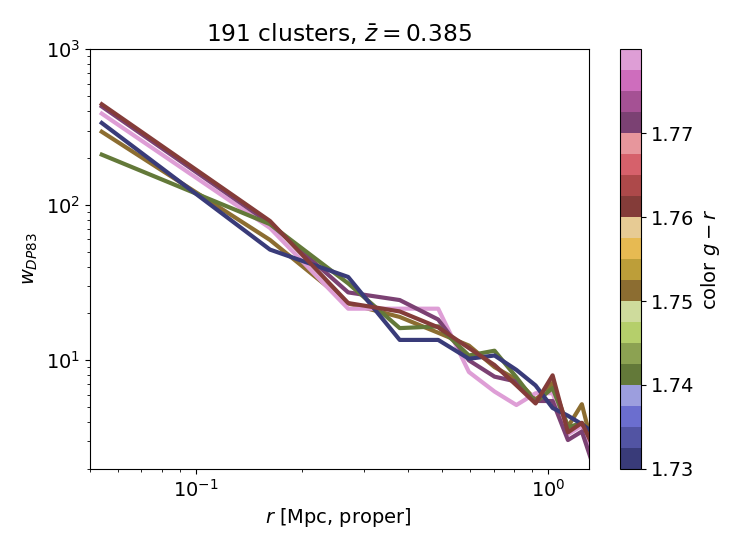 191 clusters, z̄ = 0.385
10³
10²
10¹
w_DP83
10⁻¹
10⁰
r [Mpc, proper]
1.77
1.76
1.75
1.74
1.73
color g − r